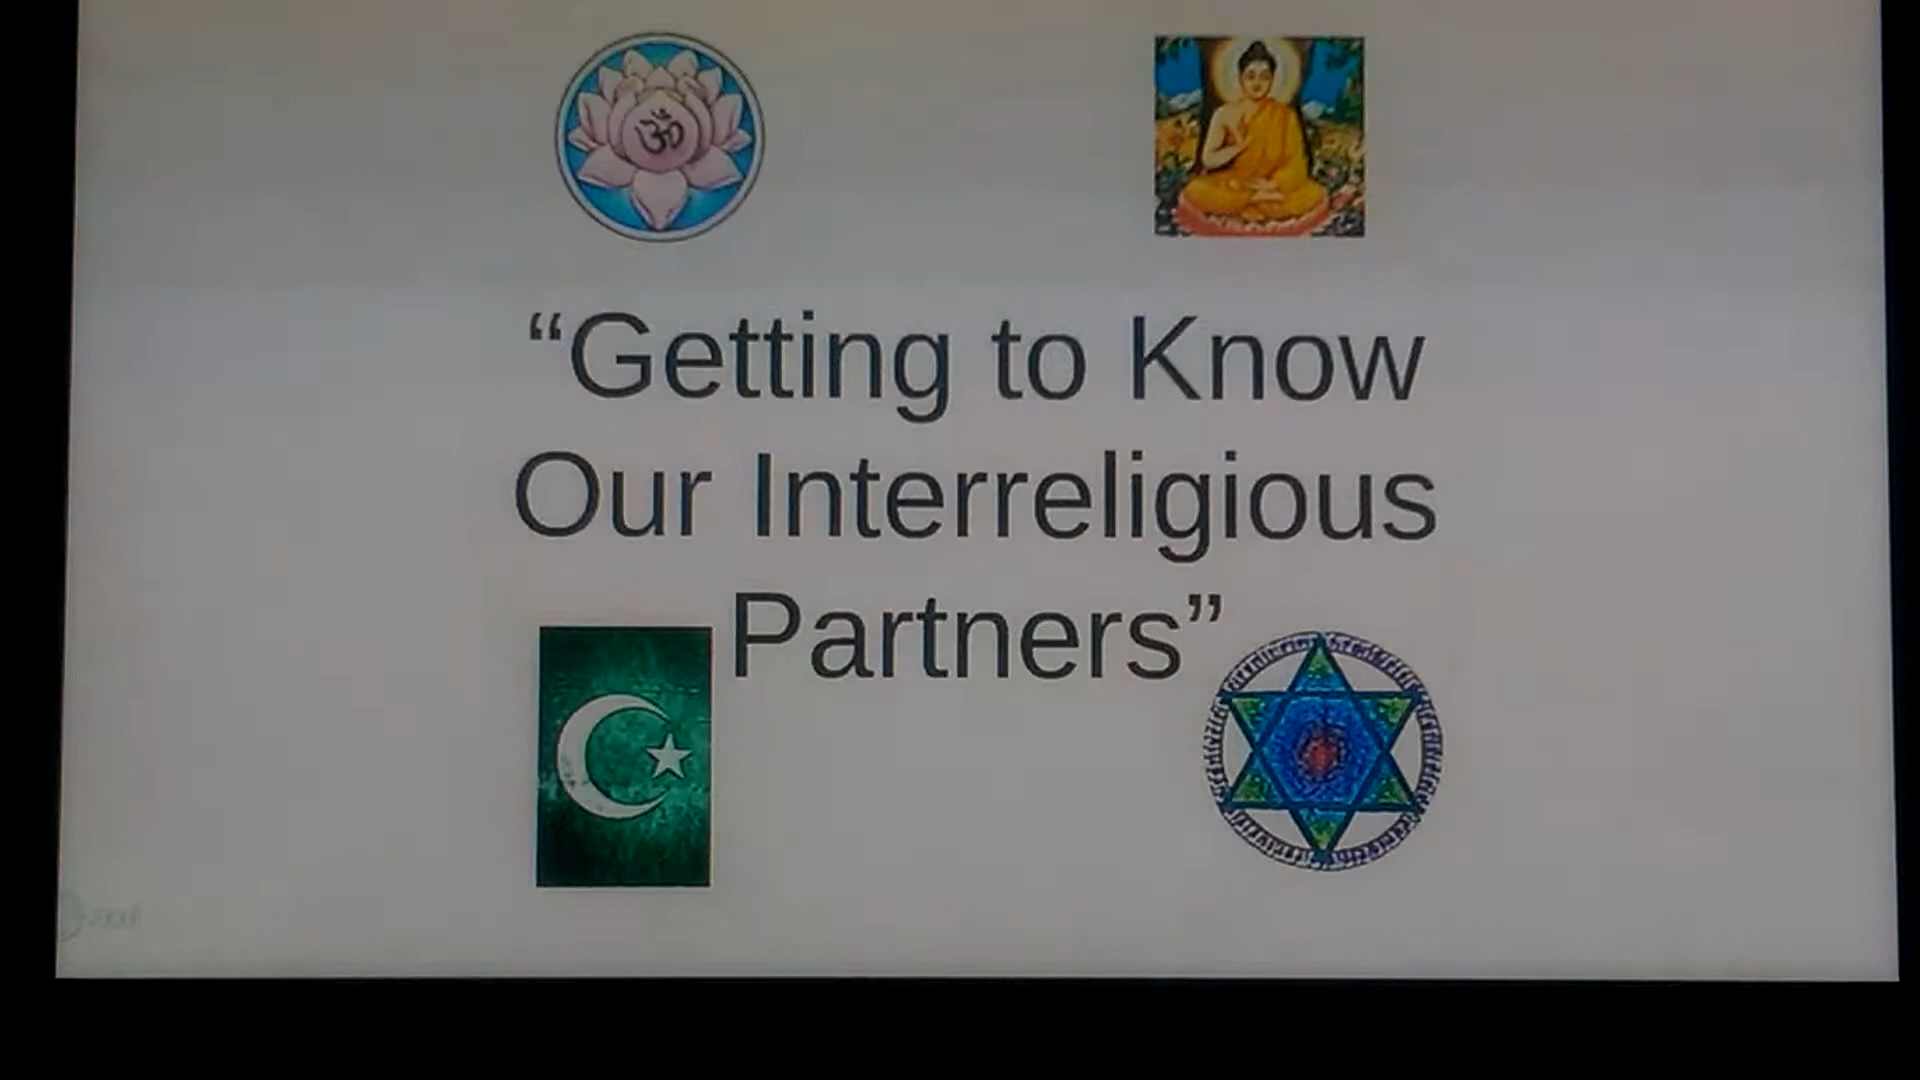 ॐ
“Getting to Know
Our Interreligious
Partners”